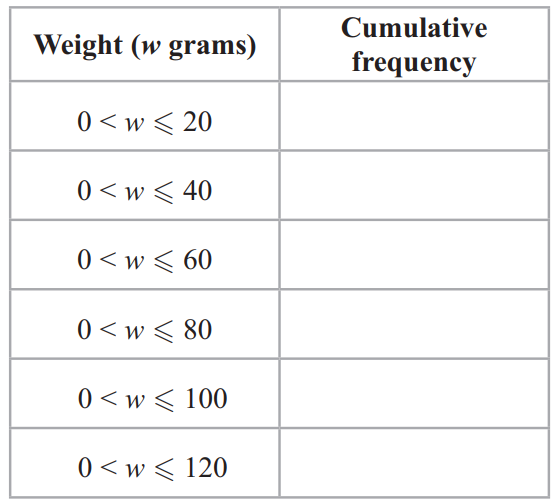 Weight (w grams)
Cumulative
frequency
0 < w ⩽ 20
0 < w ⩽ 40
0 < w ⩽ 60
0 < w ⩽ 80
0 < w ⩽ 100
0 < w ⩽ 120